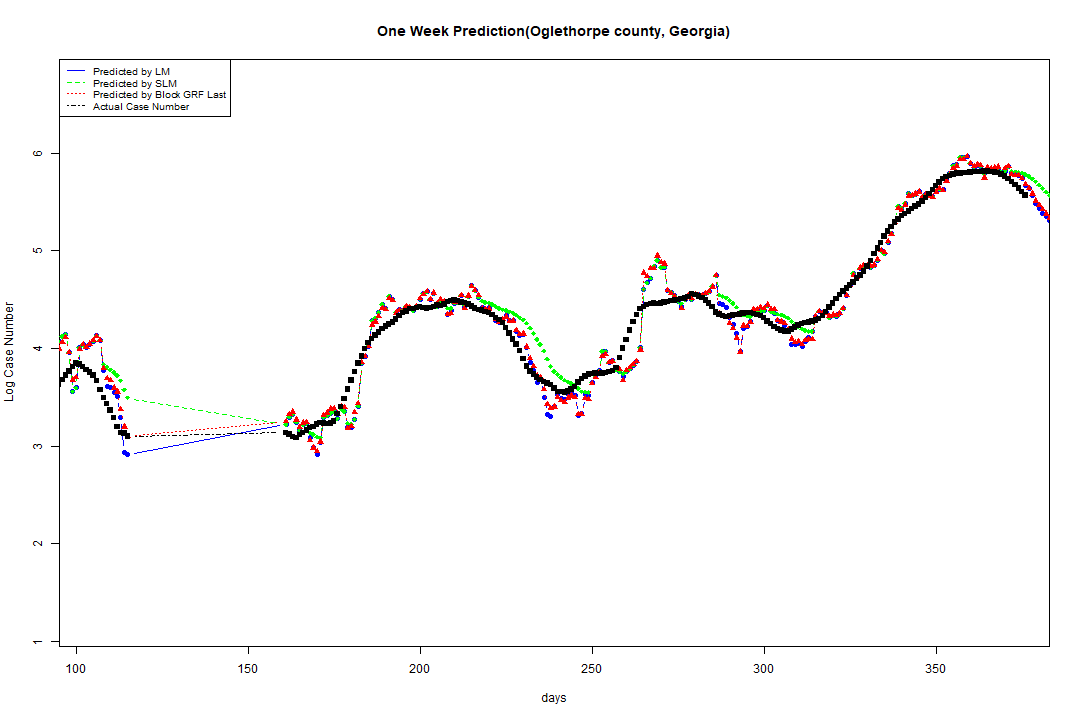 One Week Prediction(Oglethorpe county, Georgia)
Predicted by LM
Predicted by SLM
Predicted by Block GRF Last
Actual Case Number
Log Case Number
6
5
4
3
2
1
100 150 200 250 300 350
days